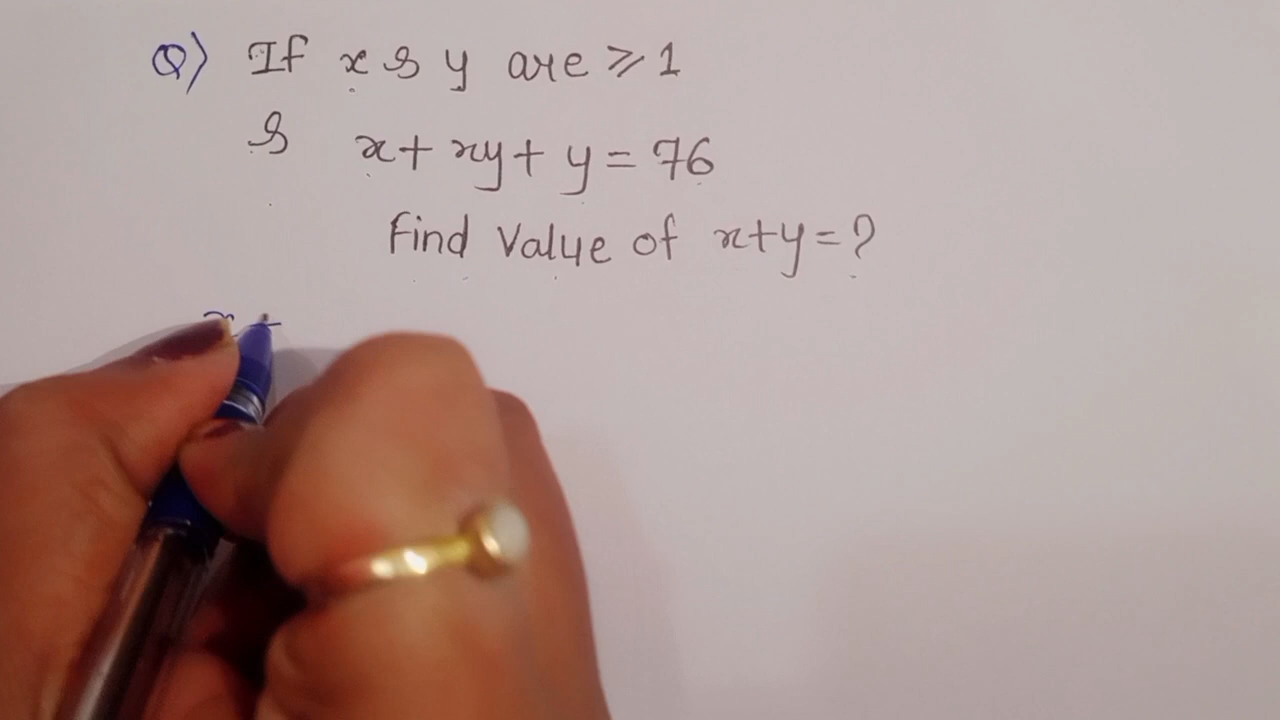 Q) If x & y are ⩾ 1
& x + xy + y = 76
Find Value of x+y = ?
x